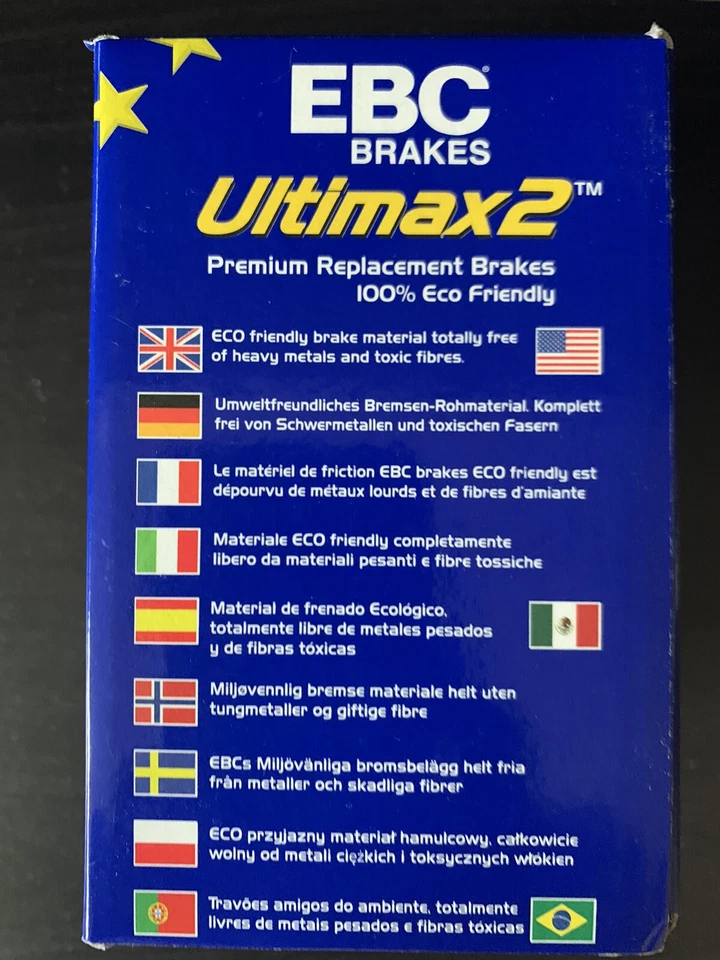 EBC®
BRAKES
Ultimax2™
Premium Replacement Brakes
100% Eco Friendly
ECO friendly brake material totally free
of heavy metals and toxic fibres.
Umweltfreundliches Bremsen-Rohmaterial. Komplett
frei von Schwermetallen und toxischen Fasern
Le matériel de friction EBC brakes ECO friendly est
dépourvu de métaux lourds et de fibres d'amiante
Materiale ECO friendly completamente
libero da materiali pesanti e fibre tossiche
Material de frenado Ecológico,
totalmente libre de metales pesados
y de fibras tóxicas
Miljøvennlig bremse materiale helt uten
tungmetaller og giftige fibre
EBCs Miljövänliga bromsbelägg helt fria
från metaller och skadliga fibrer
ECO przyjazny materiał hamulcowy, całkowicie
wolny od metali ciężkich i toksycznych włókien
Travões amigos do ambiente, totalmente
livres de metais pesados e fibras tóxicas